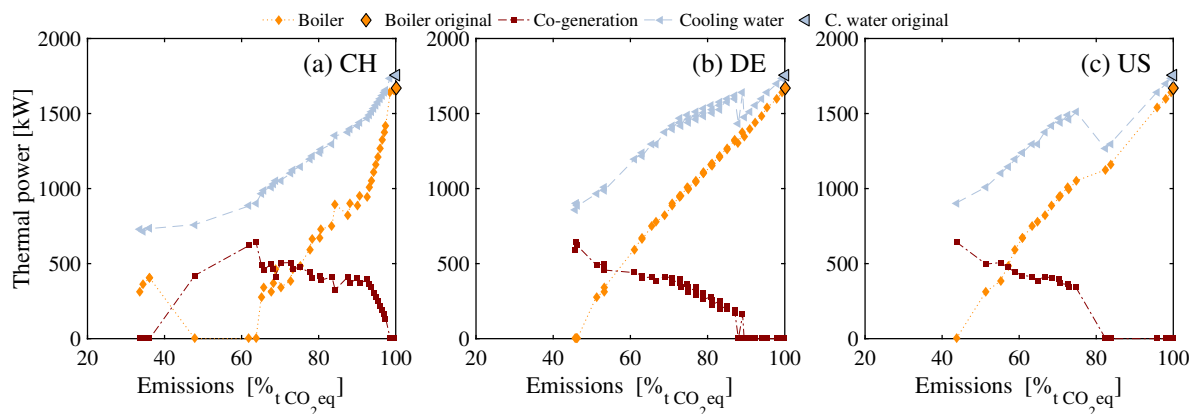 Boiler Boiler original Co-generation Cooling water C. water original
(a) CH (b) DE (c) US
Thermal power [kW]
2000 2000 2000
1500 1500 1500
1000 1000 1000
500 500 500
0 0 0
20 40 60 80 100 20 40 60 80 100 20 40 60 80 100
Emissions [%t CO2eq] Emissions [%t CO2eq] Emissions [%t CO2eq]